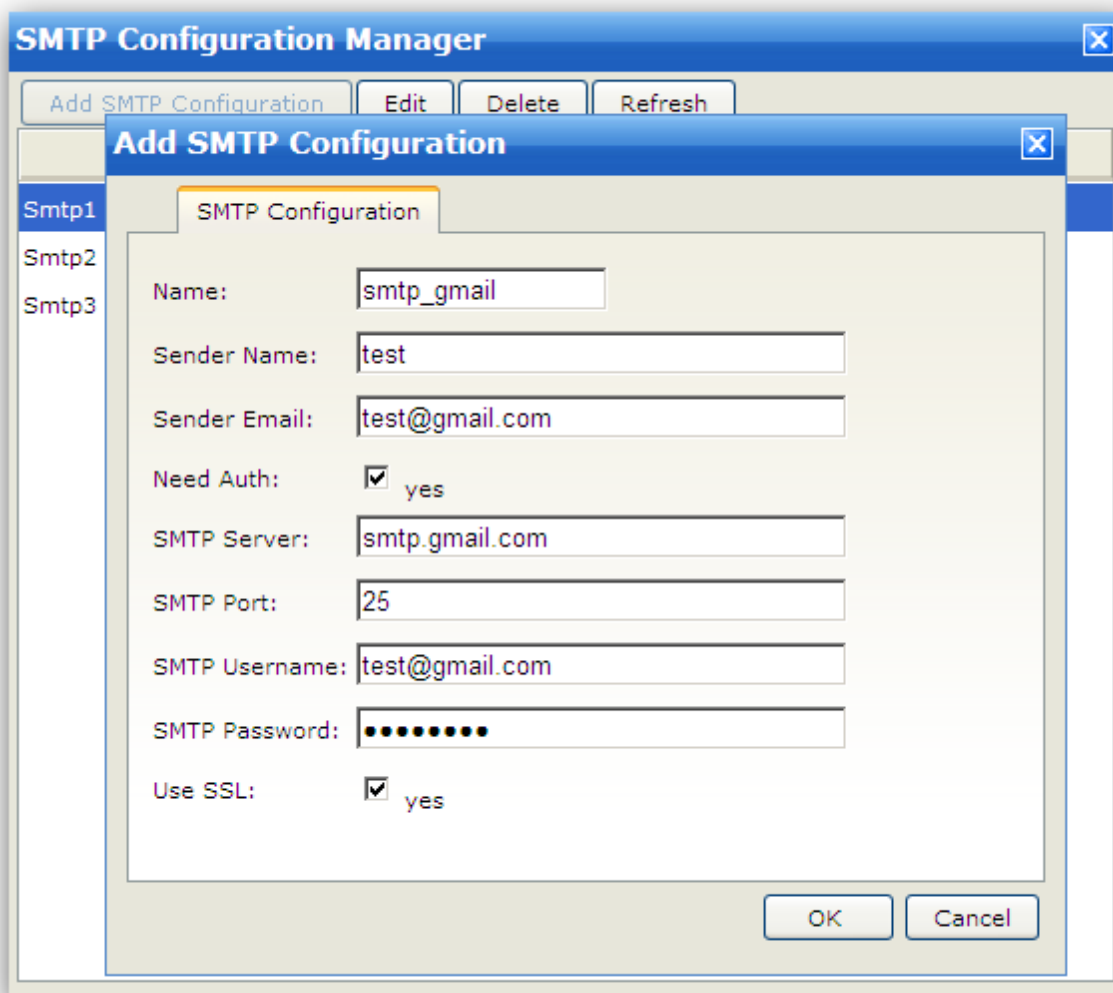 SMTP Configuration Manager
Add SMTP Configuration Edit Delete Refresh
Add SMTP Configuration
Smtp1
Smtp2
Smtp3
SMTP Configuration
Name: smtp_gmail
Sender Name: test
Sender Email: test@gmail.com
Need Auth: yes
SMTP Server: smtp.gmail.com
SMTP Port: 25
SMTP Username: test@gmail.com
SMTP Password: ●●●●●●●●
Use SSL: yes
OK Cancel